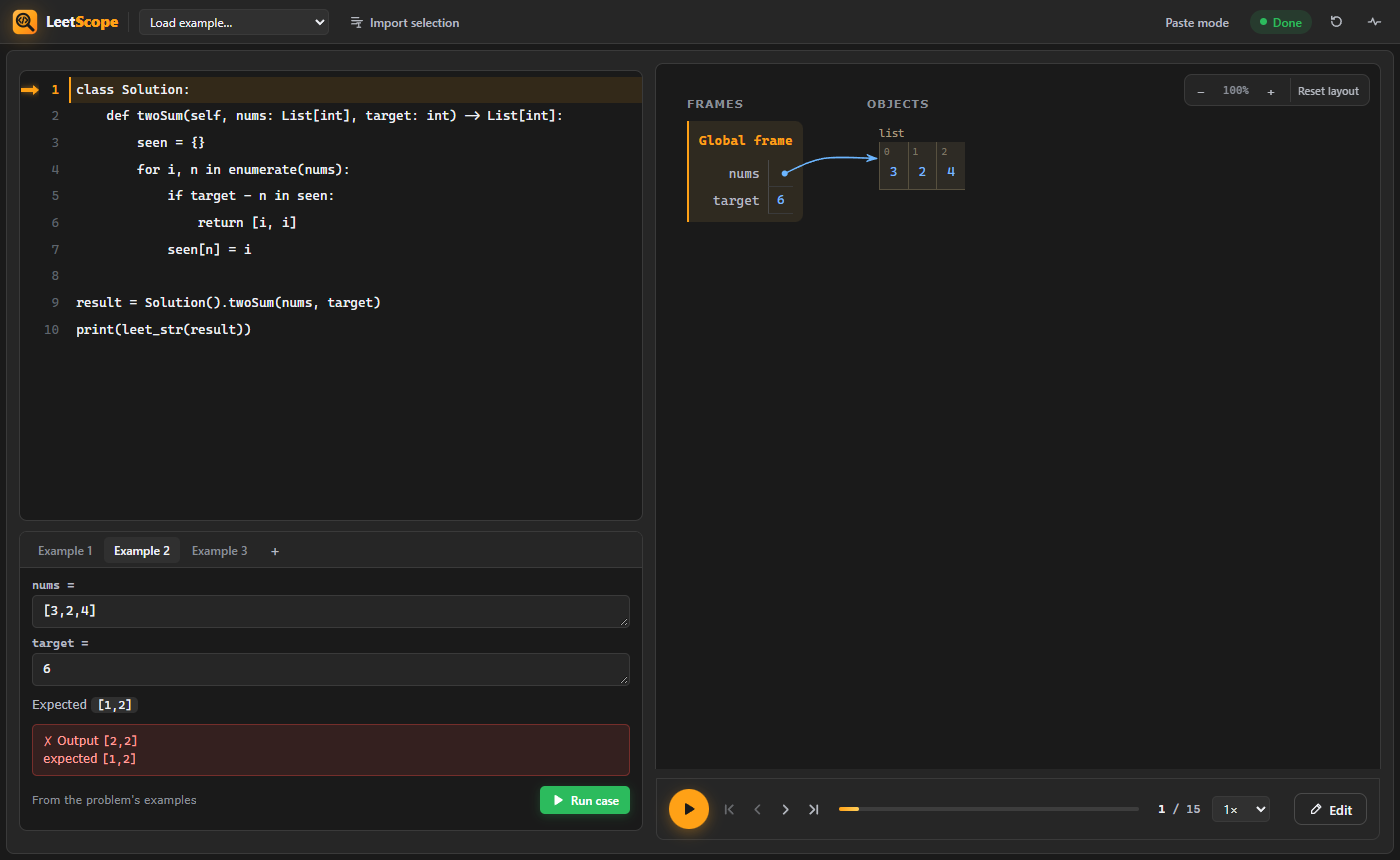 LeetScope Load example... Import selection Paste mode Done
1 class Solution:
2 def twoSum(self, nums: List[int], target: int) -> List[int]:
3 seen = {}
4 for i, n in enumerate(nums):
5 if target - n in seen:
6 return [i, i]
7 seen[n] = i
8
9 result = Solution().twoSum(nums, target)
10 print(leet_str(result))
Example 1 Example 2 Example 3 +
nums =
[3,2,4]
target =
6
Expected [1,2]
✗ Output [2,2]
expected [1,2]
From the problem's examples Run case
− 100% + Reset layout
FRAMES OBJECTS
Global frame
nums
target 6
list
0 1 2
3 2 4
1 / 15 1× Edit